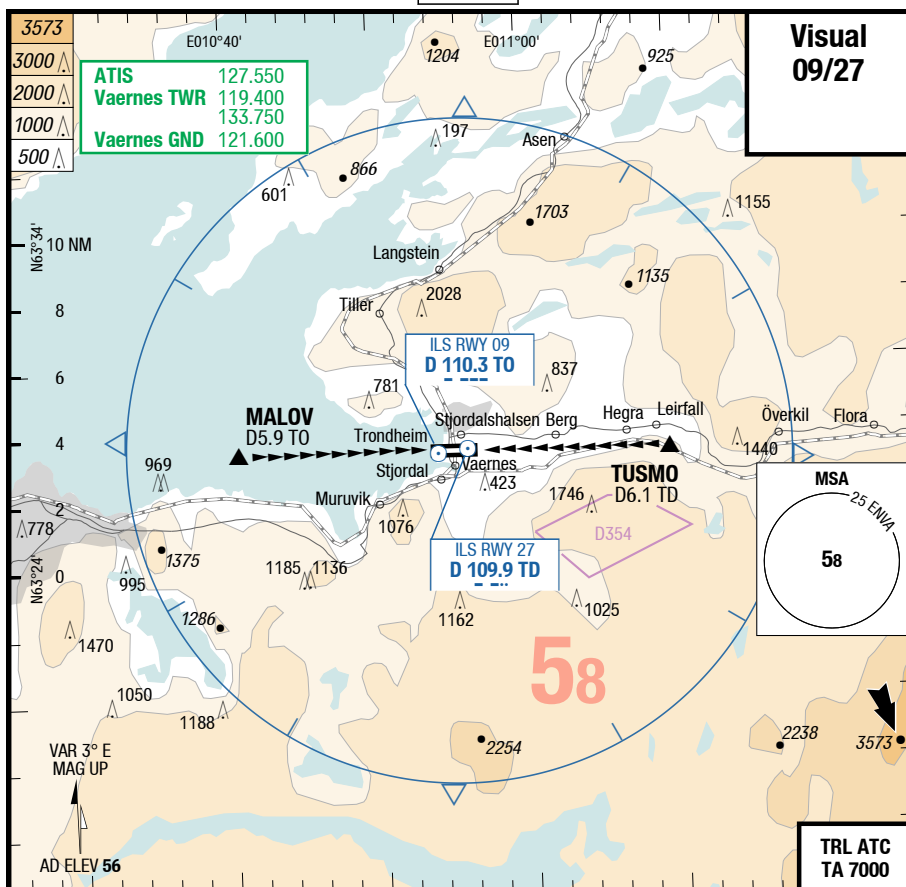 3573
3000
2000
1000
500
ATIS 127.550
Vaernes TWR 119.400
133.750
Vaernes GND 121.600
E010°40'
E011°00'
Visual
09/27
1204
925
197
Asen
866
601
1155
1703
N63°34'
10 NM
Langstein
1135
8
Tiller
2028
ILS RWY 09
D 110.3 TO
6
781
837
MALOV
D5.9 TO
Stjordalshalsen
Berg
Hegra
Leirfall
Överkil
Flora
4
Trondheim
1440
Stjordal
Vaernes
TUSMO
D6.1 TD
969
423
MSA
25 ENVA
58
Muruvik
1746
2
778
1076
D354
ILS RWY 27
D 109.9 TD
1375
N63°24'
0
995
1185
1136
1025
1286
1162
1470
58
1050
1188
2254
2238
3573
VAR 3° E
MAG UP
AD ELEV 56
TRL ATC
TA 7000